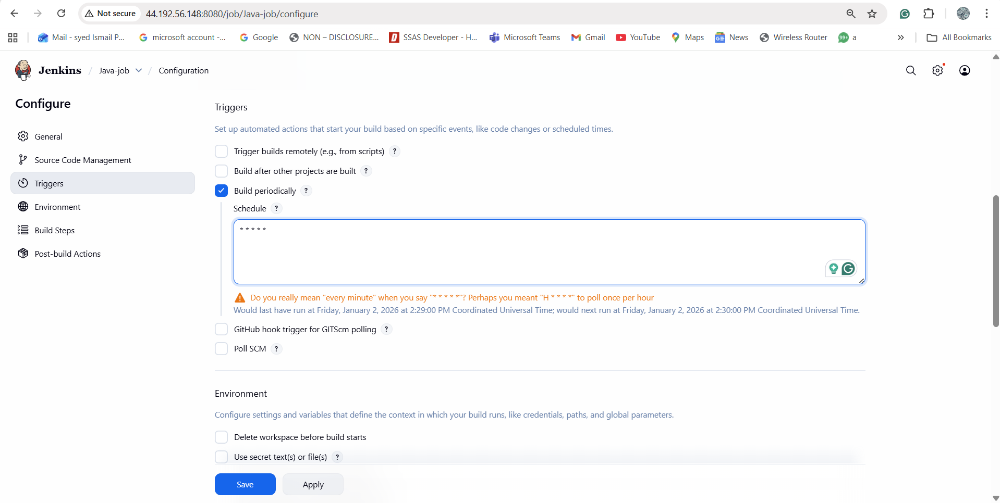 Not secure 44.192.56.148:8080/job/Java-job/configure
Mail - syed Ismail P... microsoft account -... Google NON – DISCLOSURE... SSAS Developer - H... Microsoft Teams Gmail YouTube Maps News Wireless Router 99+ a » All Bookmarks
Jenkins / Java-job / Configuration
Configure
General
Source Code Management
Triggers
Environment
Build Steps
Post-build Actions
Triggers
Set up automated actions that start your build based on specific events, like code changes or scheduled times.
Trigger builds remotely (e.g., from scripts) ?
Build after other projects are built ?
Build periodically ?
Schedule ?
* * * * *
Do you really mean "every minute" when you say "* * * * *"? Perhaps you meant "H * * * *" to poll once per hour
Would last have run at Friday, January 2, 2026 at 2:29:00 PM Coordinated Universal Time; would next run at Friday, January 2, 2026 at 2:30:00 PM Coordinated Universal Time.
GitHub hook trigger for GITScm polling ?
Poll SCM ?
Environment
Configure settings and variables that define the context in which your build runs, like credentials, paths, and global parameters.
Delete workspace before build starts
Use secret text(s) or file(s) ?
Save Apply